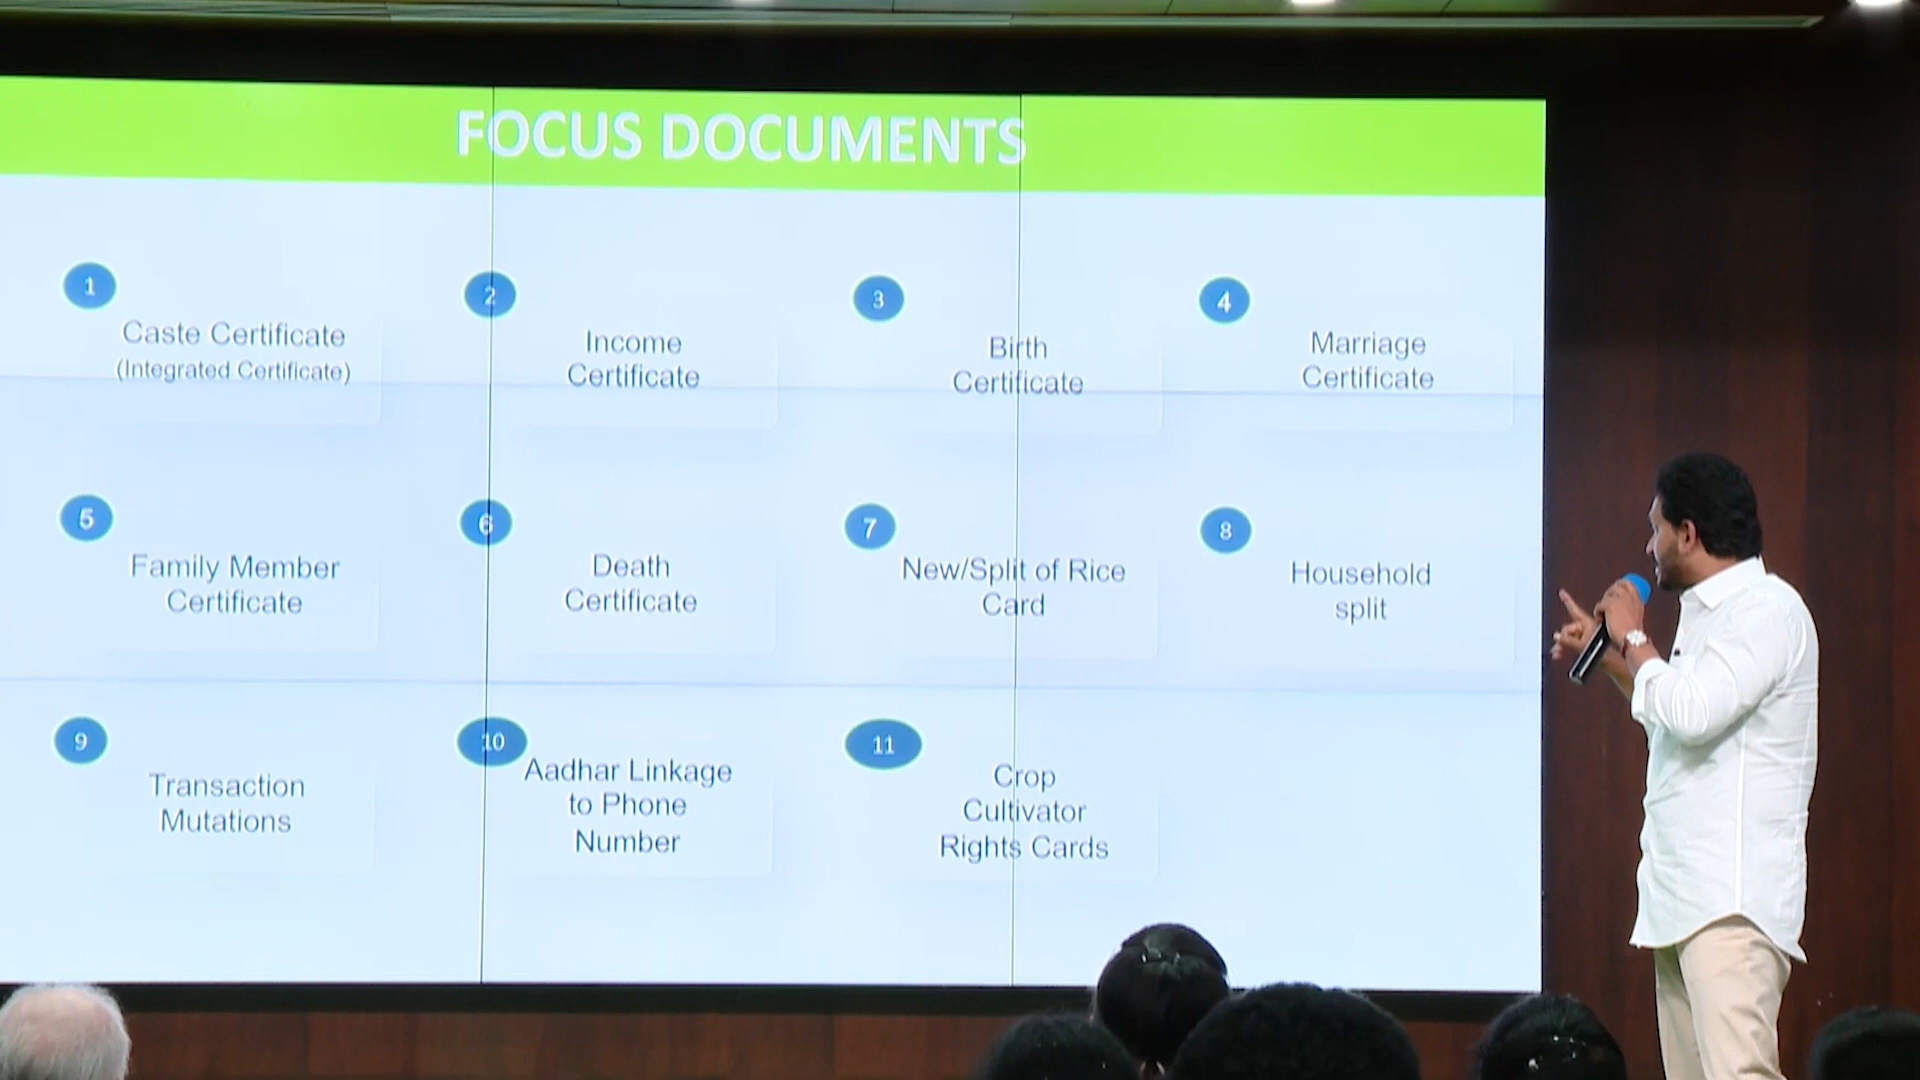 FOCUS DOCUMENTS
1
Caste Certificate
(Integrated Certificate)
2
Income
Certificate
3
Birth
Certificate
4
Marriage
Certificate
5
Family Member
Certificate
6
Death
Certificate
7
New/Split of Rice
Card
8
Household
split
9
Transaction
Mutations
10
Aadhar Linkage
to Phone
Number
11
Crop
Cultivator
Rights Cards